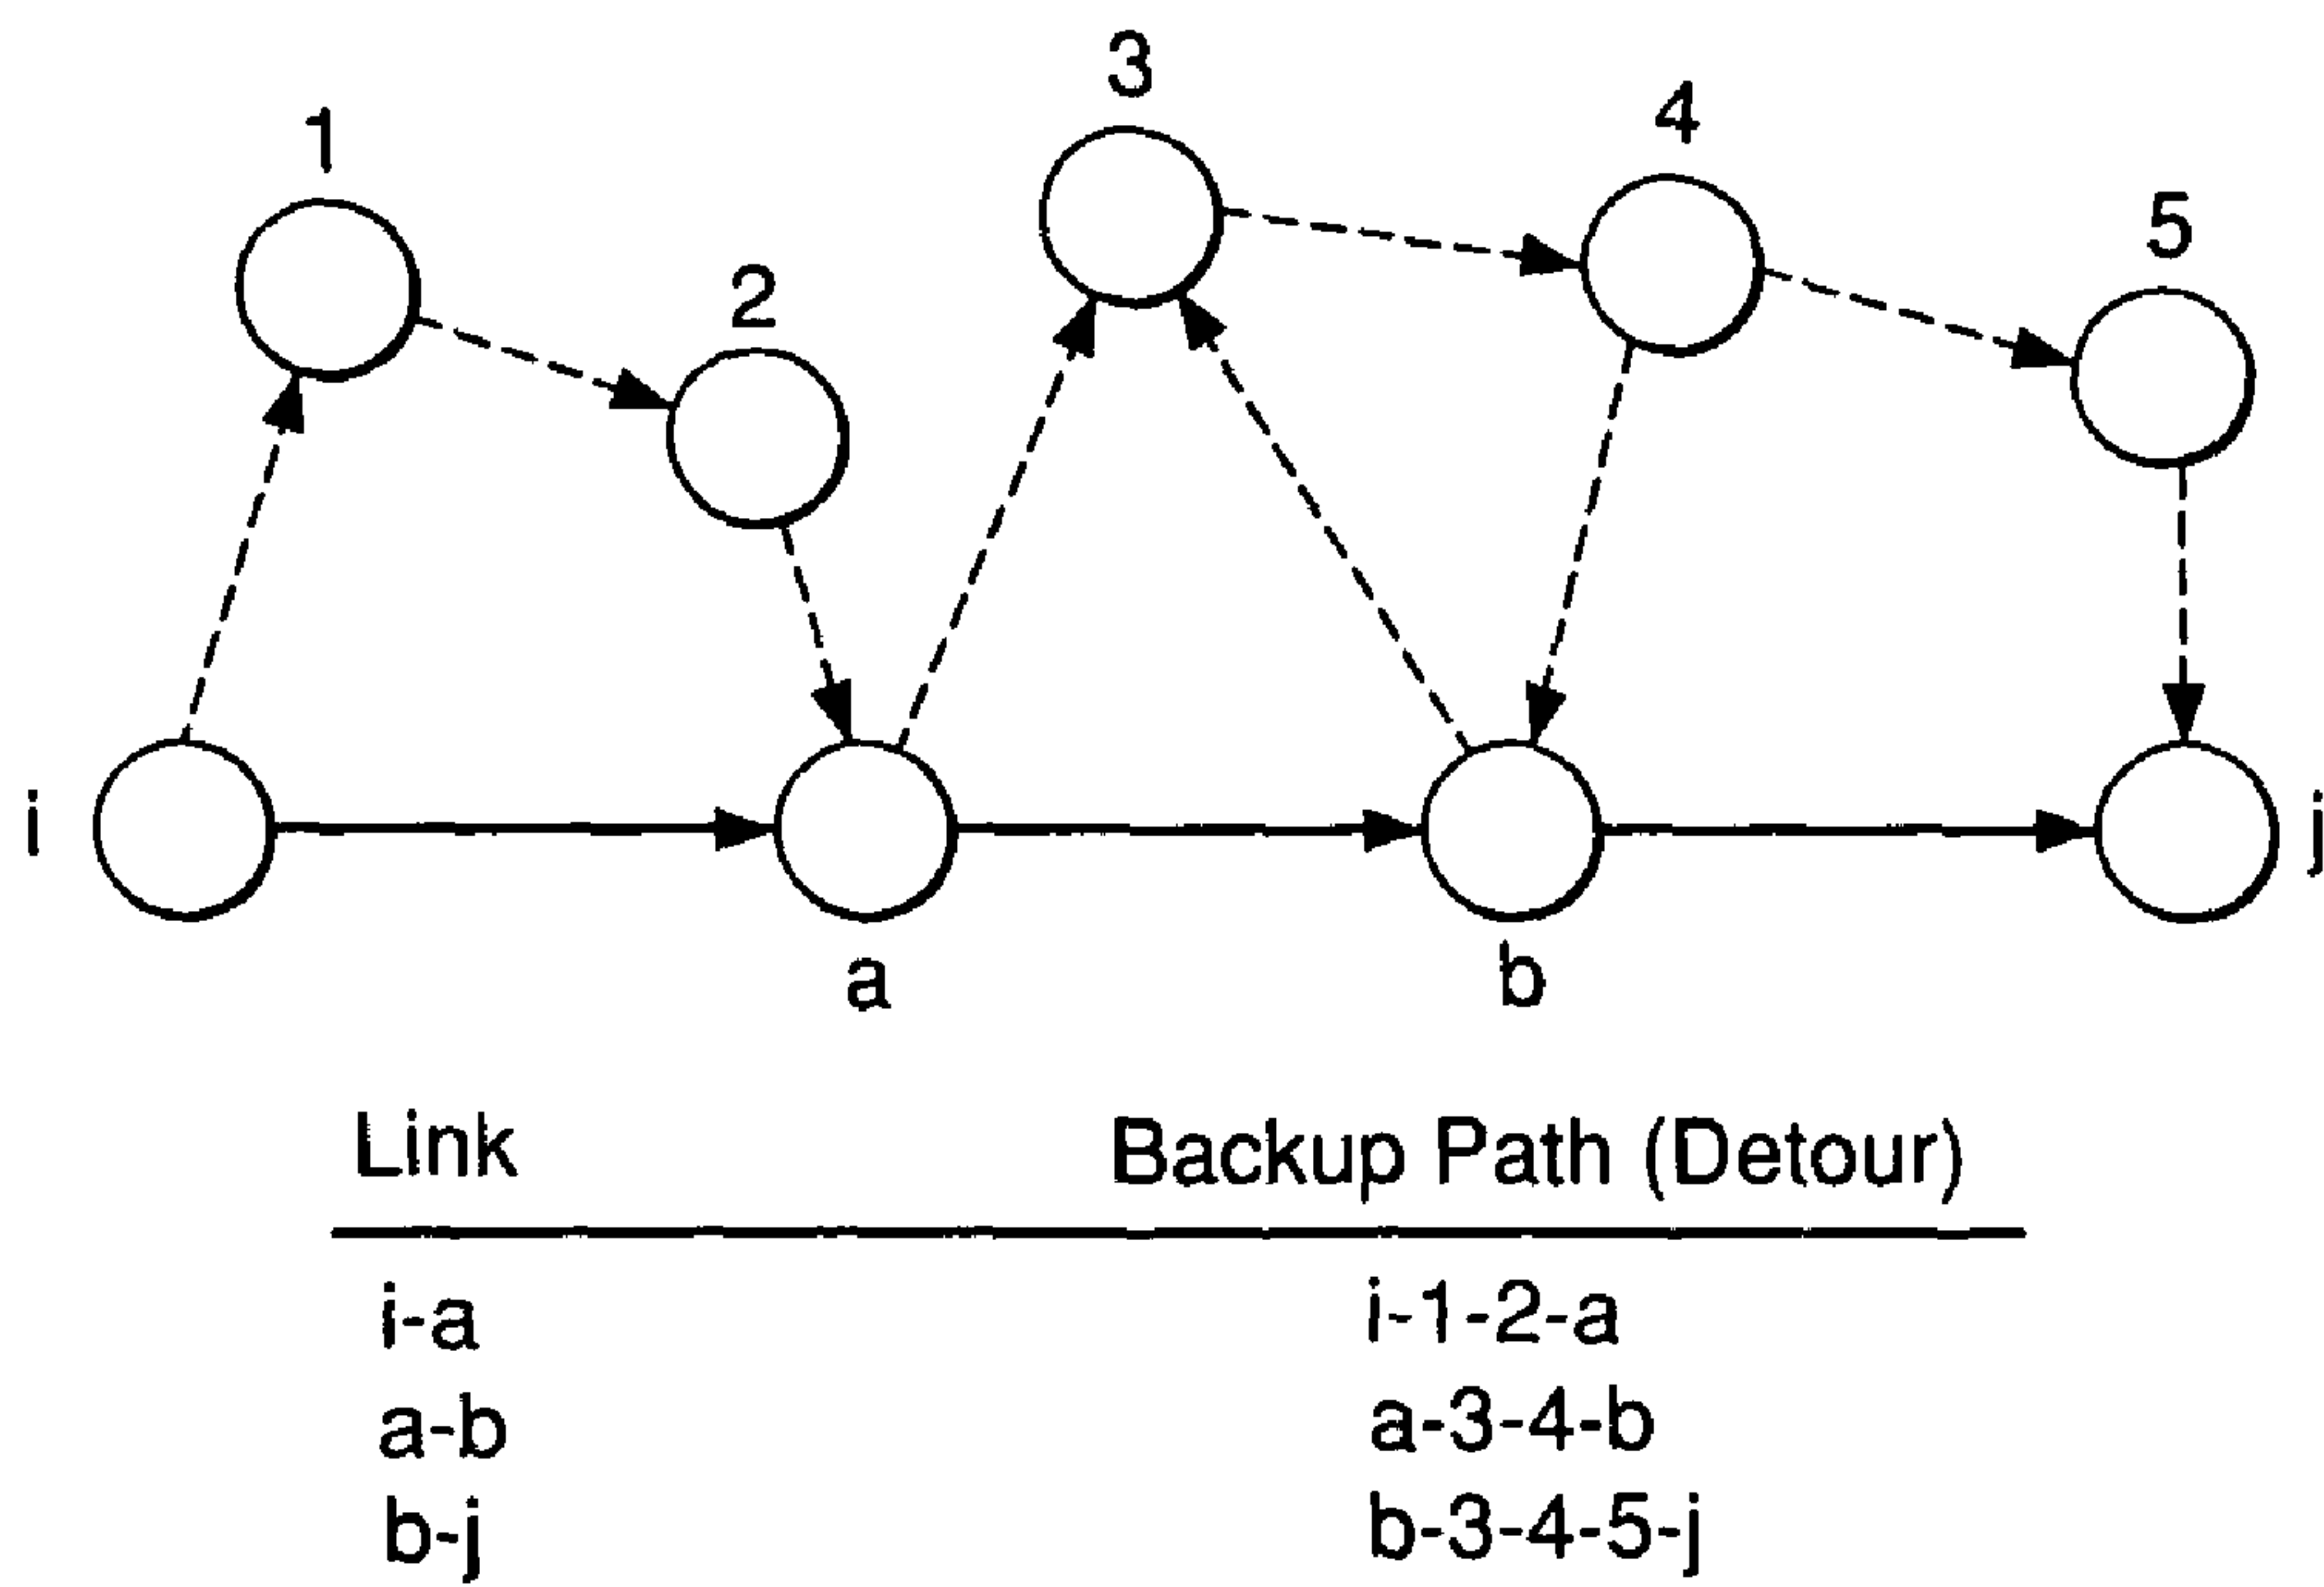 3
4
1
5
2
i
j
a
b
Link Backup Path (Detour)
i-a i-1-2-a
a-b a-3-4-b
b-j b-3-4-5-j